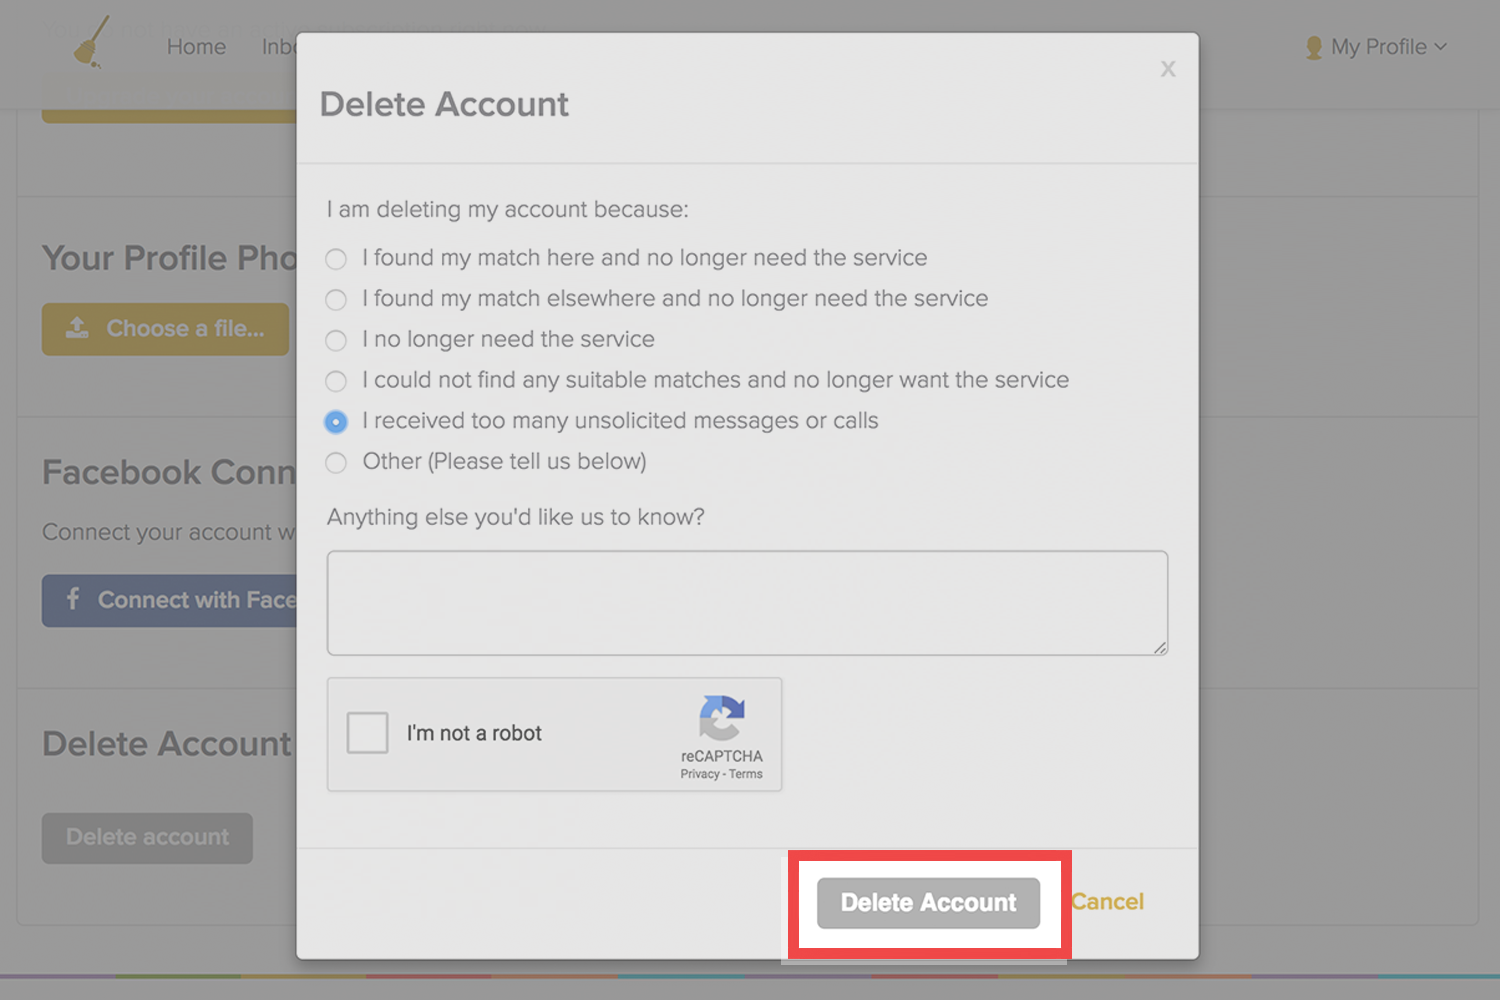 Home
Inbo
My Profile
x
Delete Account
I am deleting my account because:
I found my match here and no longer need the service
I found my match elsewhere and no longer need the service
I no longer need the service
I could not find any suitable matches and no longer want the service
I received too many unsolicited messages or calls
Other (Please tell us below)
Anything else you'd like us to know?
I'm not a robot
reCAPTCHA
Privacy - Terms
Delete Account
Cancel
Your Profile Pho
Choose a file...
Facebook Conn
Connect your account w
f Connect with Face
Delete Account
Delete account